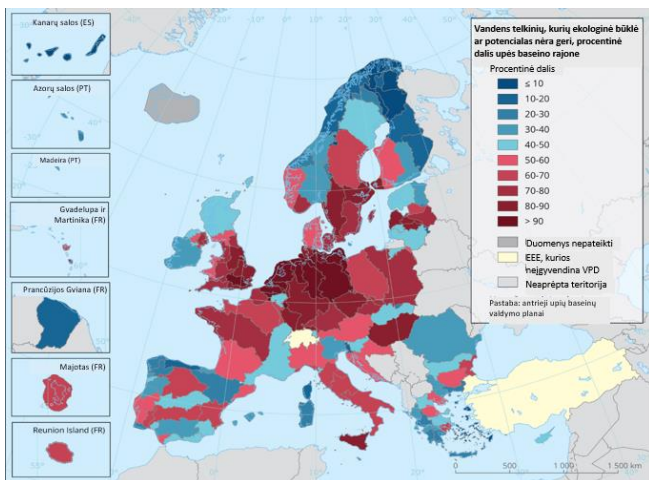 Kanarų salos (ES)
Azorų salos (PT)
Madeira (PT)
Gvadelupa ir
Martinika (FR)
Prancūzijos Gviana (FR)
Majotas (FR)
Reunion Island (FR)
Vandens telkinių, kurių ekologinė būklė
ar potencialas nėra geri, procentinė
dalis upės baseino rajone
Procentinė dalis
≤ 10
10-20
20-30
30-40
40-50
50-60
60-70
70-80
80-90
> 90
Duomenys nepateikti
EEE, kurios
neįgyvendina VPD
Neaprėpta teritorija
Pastaba: antrieji upių baseinų
valdymo planai
0 500 1 000 1 500 km